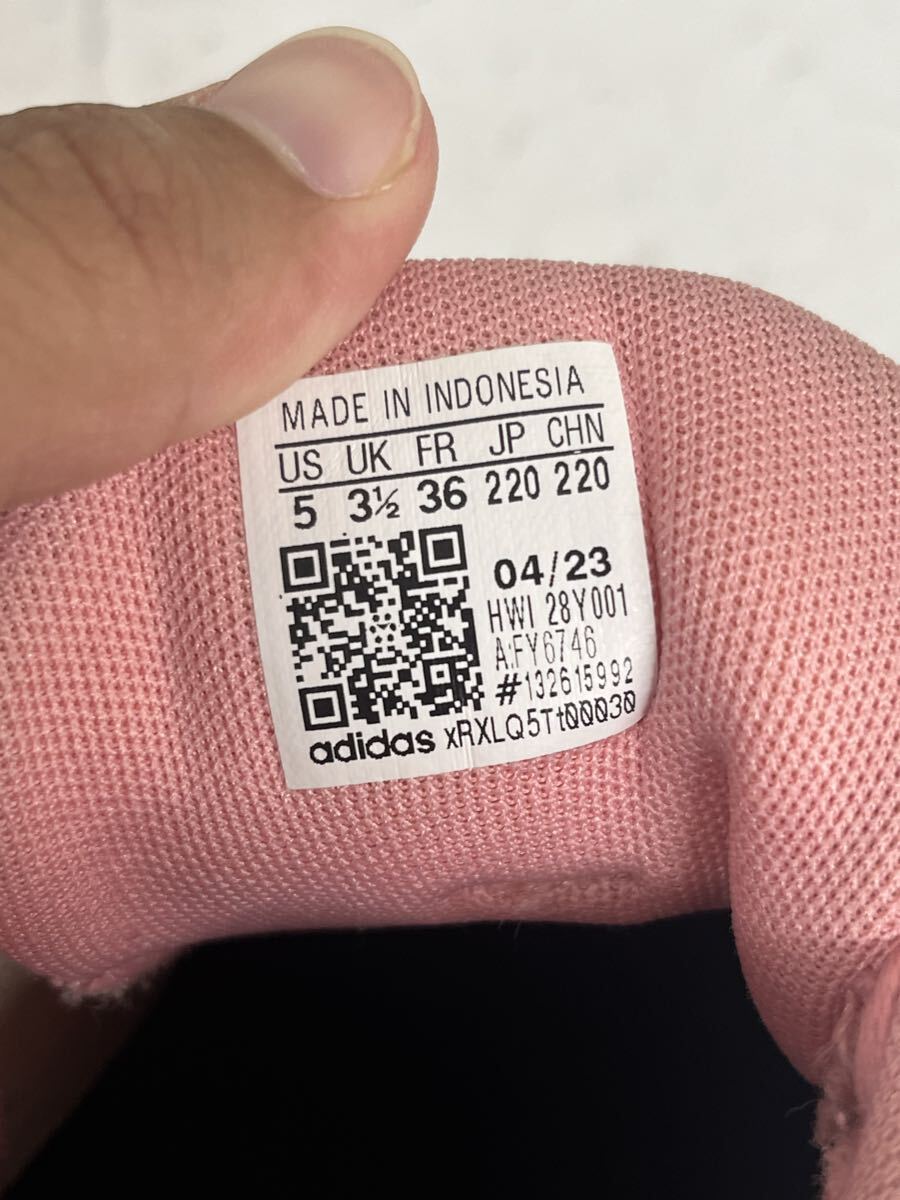 MADE IN INDONESIA
US UK FR JP CHN
5 3½ 36 220 220
04/23
HWI 28Y001
A:FY6746
#132615992
adidas xRXLQ5Tt00030